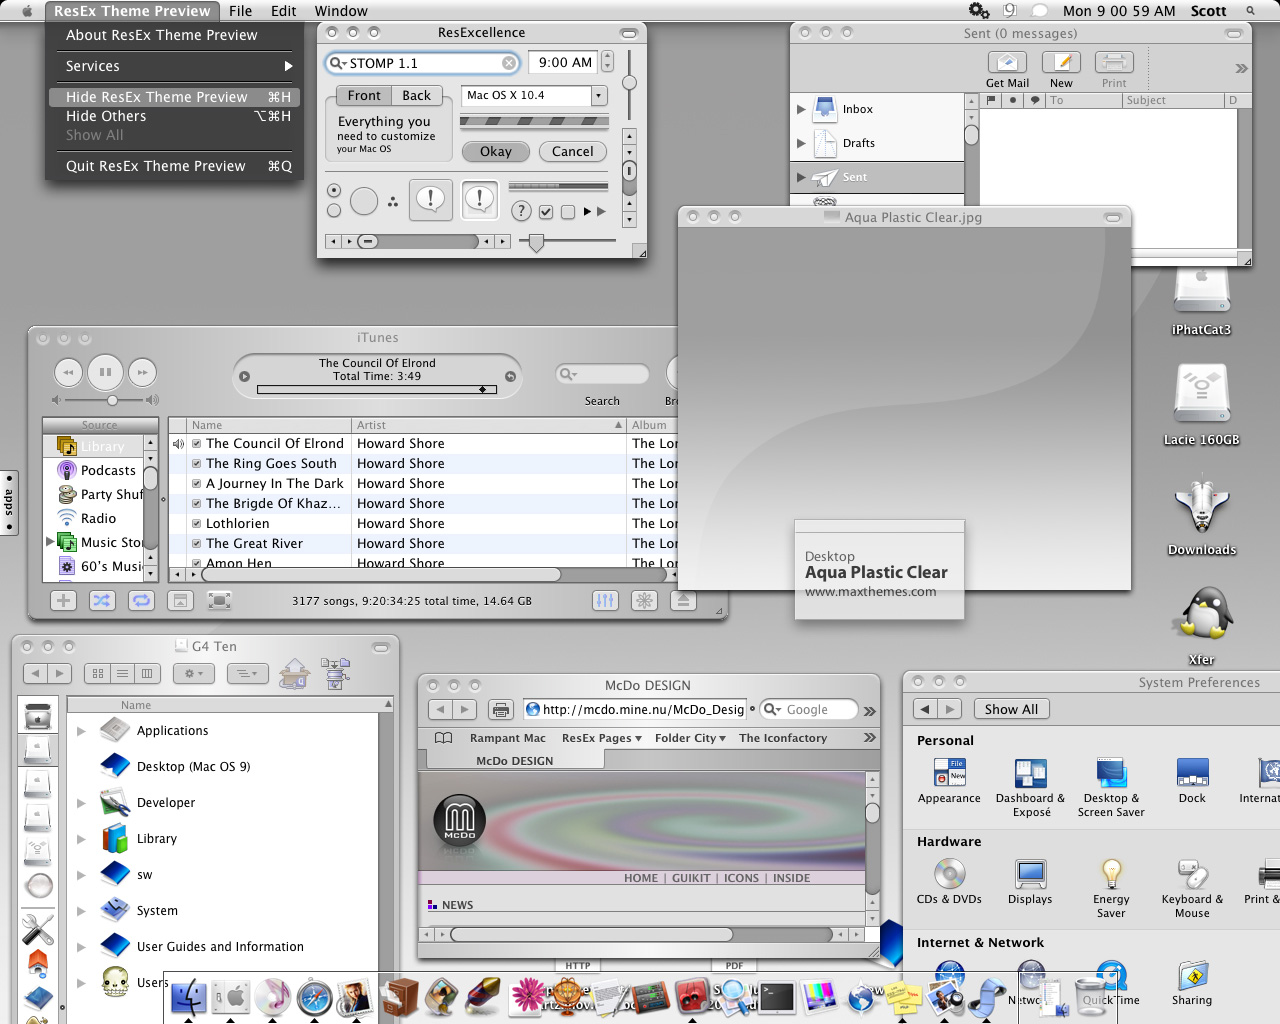 ResEx Theme Preview File Edit Window
Mon 9 00 59 AM Scott
About ResEx Theme Preview
Services
Hide ResEx Theme Preview ⌘H
Hide Others ⌥⌘H
Show All
Quit ResEx Theme Preview ⌘Q
ResExcellence
STOMP 1.1
9:00 AM
Front Back
Mac OS X 10.4
Everything you
need to customize
your Mac OS
Okay Cancel
Sent (0 messages)
Get Mail New Print
To Subject D
Inbox
Drafts
Sent
Aqua Plastic Clear.jpg
Desktop
Aqua Plastic Clear
www.maxthemes.com
iPhatCat3
Lacie 160GB
Downloads
Xfer
apps
iTunes
The Council Of Elrond
Total Time: 3:49
Search
Br
Source
Name Artist Album
Library
Podcasts
Party Shuf
Radio
Music Sto
60's Musi
The Council Of Elrond Howard Shore The Lor
The Ring Goes South Howard Shore The Lor
A Journey In The Dark Howard Shore The Lor
The Brigde Of Khaz... Howard Shore The Lor
Lothlorien Howard Shore The Lor
The Great River Howard Shore The Lor
Amon Hen Howard Shore The Lor
3177 songs, 9:20:34:25 total time, 14.64 GB
G4 Ten
Name
Applications
Desktop (Mac OS 9)
Developer
Library
sw
System
User Guides and Information
Users
McDo DESIGN
http://mcdo.mine.nu/McDo_Desig
Google
Rampant Mac ResEx Pages Folder City The Iconfactory
McDo DESIGN
McDo
HOME | GUIKIT | ICONS | INSIDE
NEWS
HTTP PDF
System Preferences
Show All
Personal
File
New
Appearance
Dashboard &
Exposé
Desktop &
Screen Saver
Dock
Internat
Hardware
CDs & DVDs
Displays
Energy
Saver
Keyboard &
Mouse
Print &
Internet & Network
Netw
QuickTime
Sharing